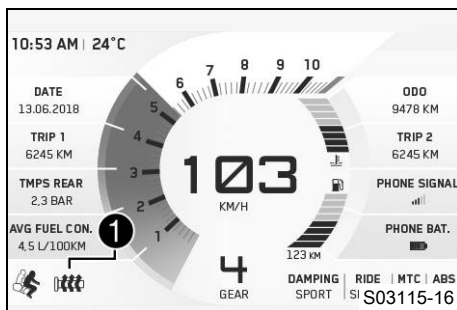 10:53 AM | 24°C
DATE
13.06.2018
TRIP 1
6245 KM
TMPS REAR
2,3 BAR
AVG FUEL CON.
4,5 L/100KM
1
1
2
3
4
5
6
7
8
9
10
103
KM/H
4
GEAR
123 KM
ODO
9478 KM
TRIP 2
6245 KM
PHONE SIGNAL
PHONE BAT.
DAMPING | RIDE | MTC | ABS
SPORT
S03115-16